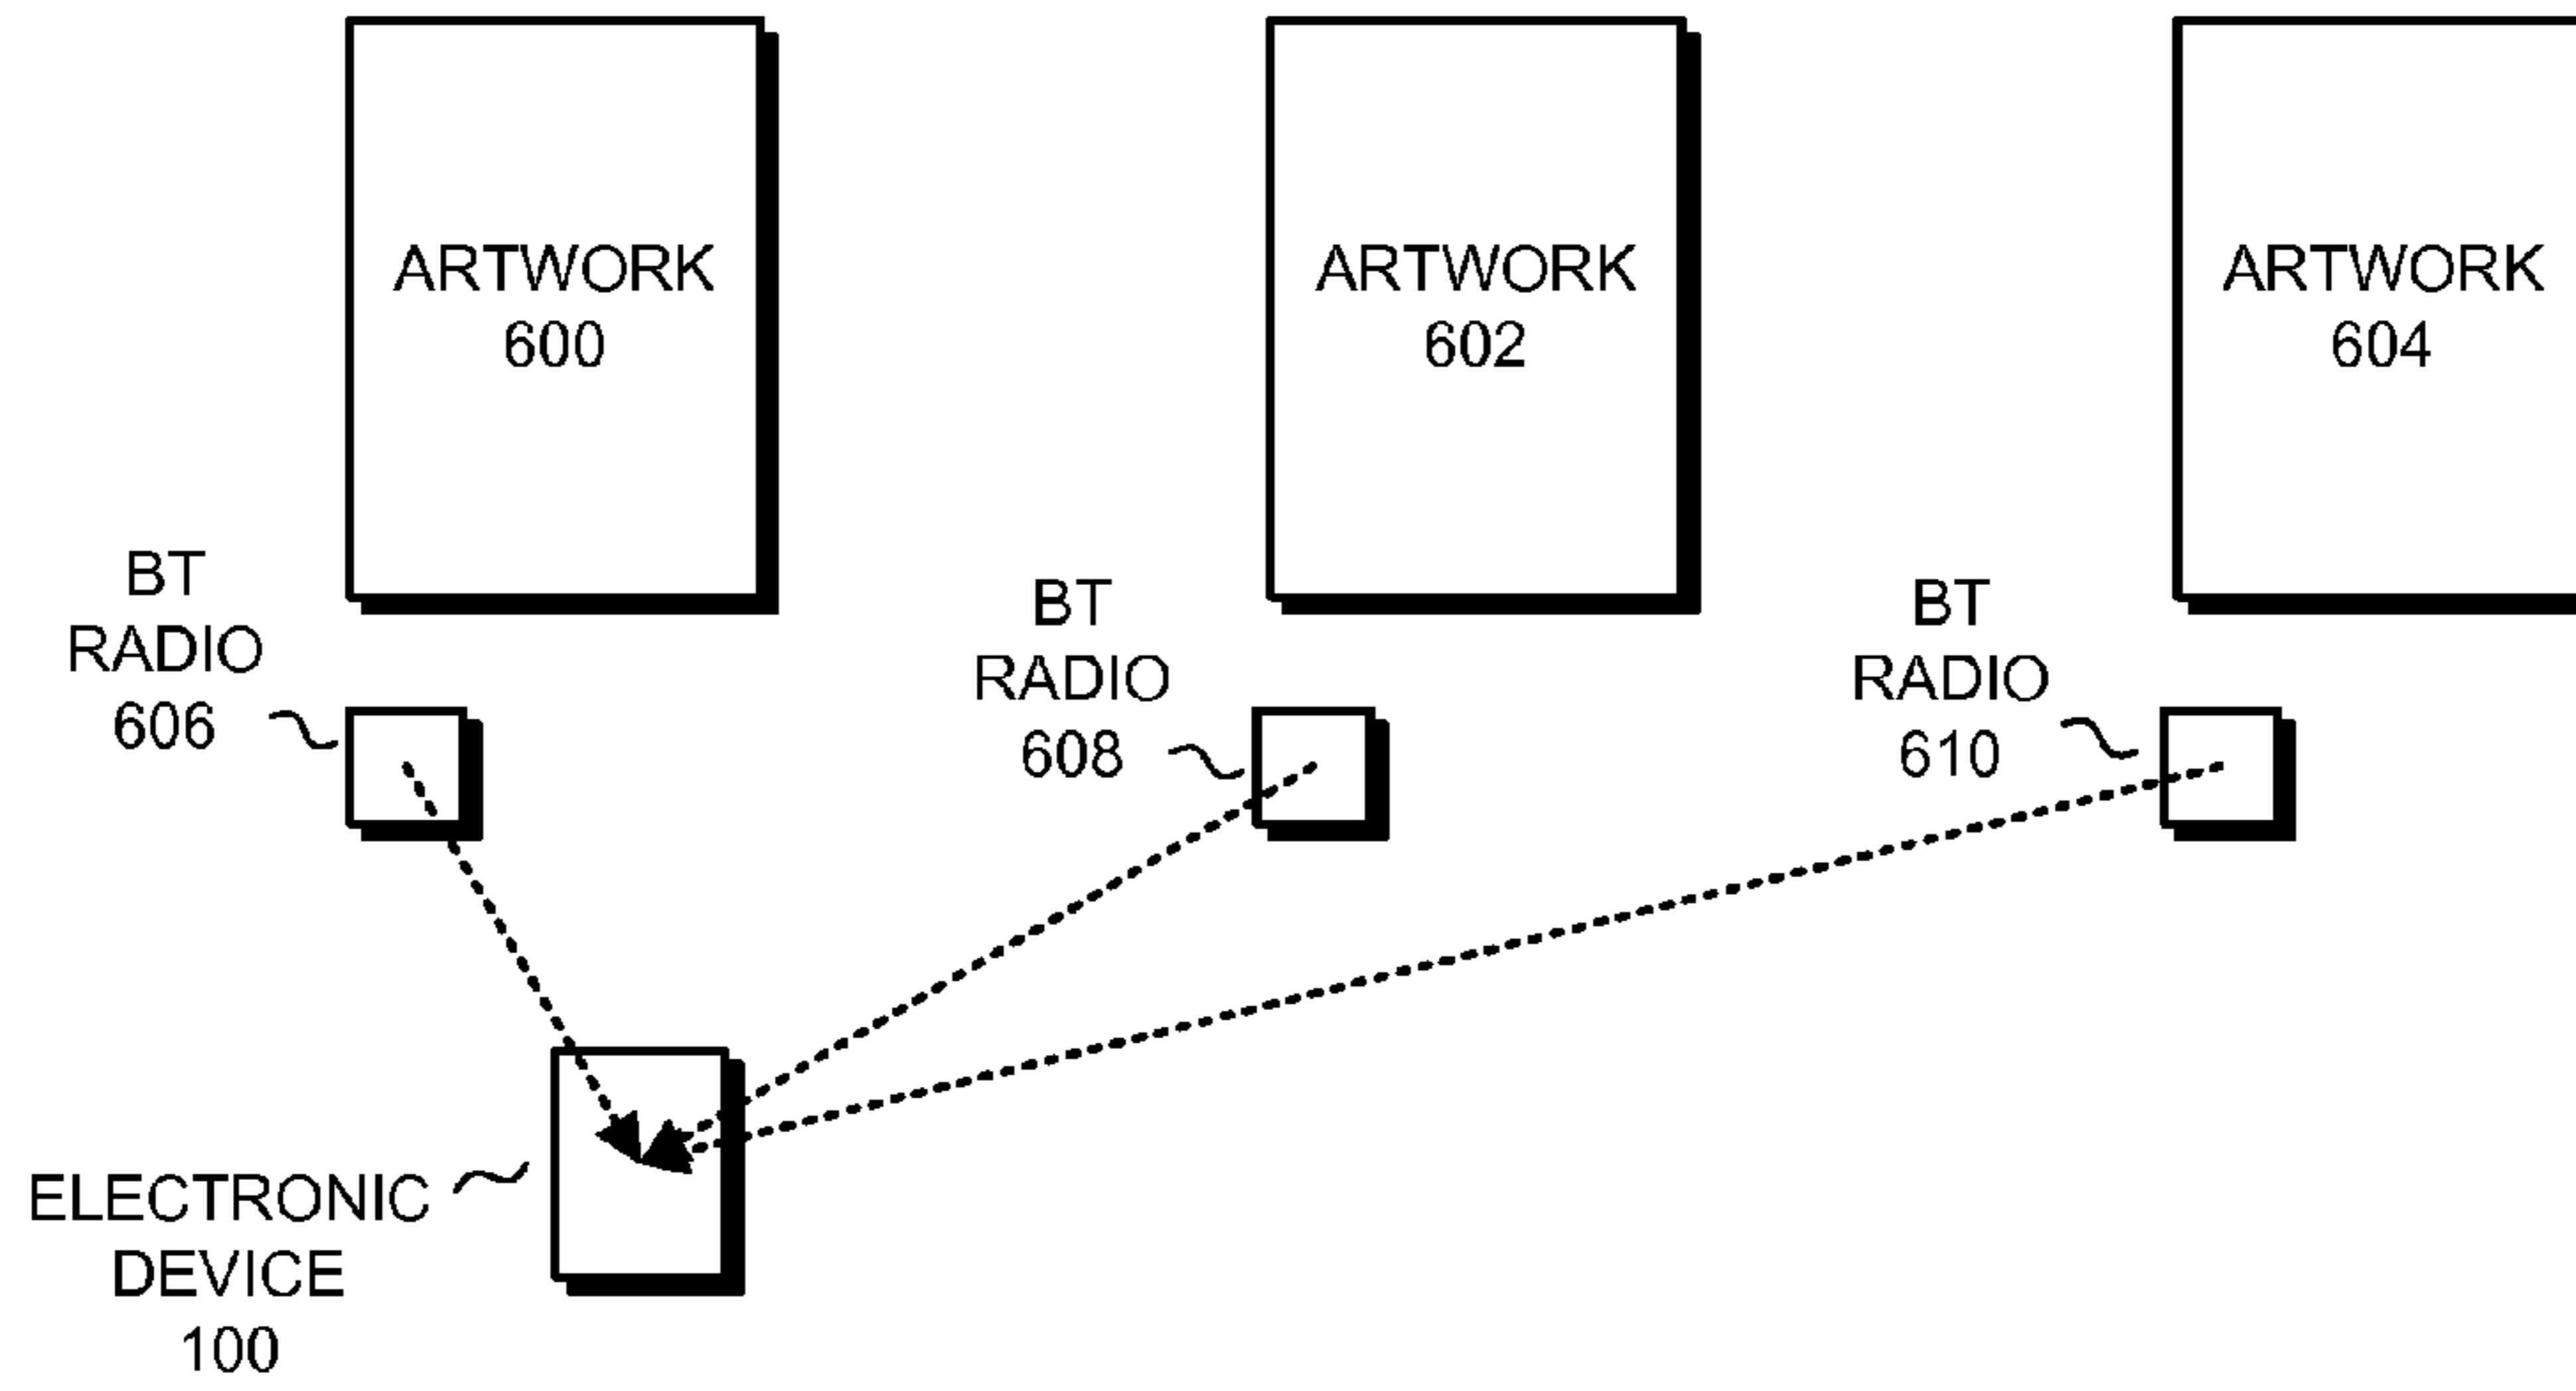 ARTWORK
600
ARTWORK
602
ARTWORK
604
BT
RADIO
606
BT
RADIO
608
BT
RADIO
610
ELECTRONIC
DEVICE
100